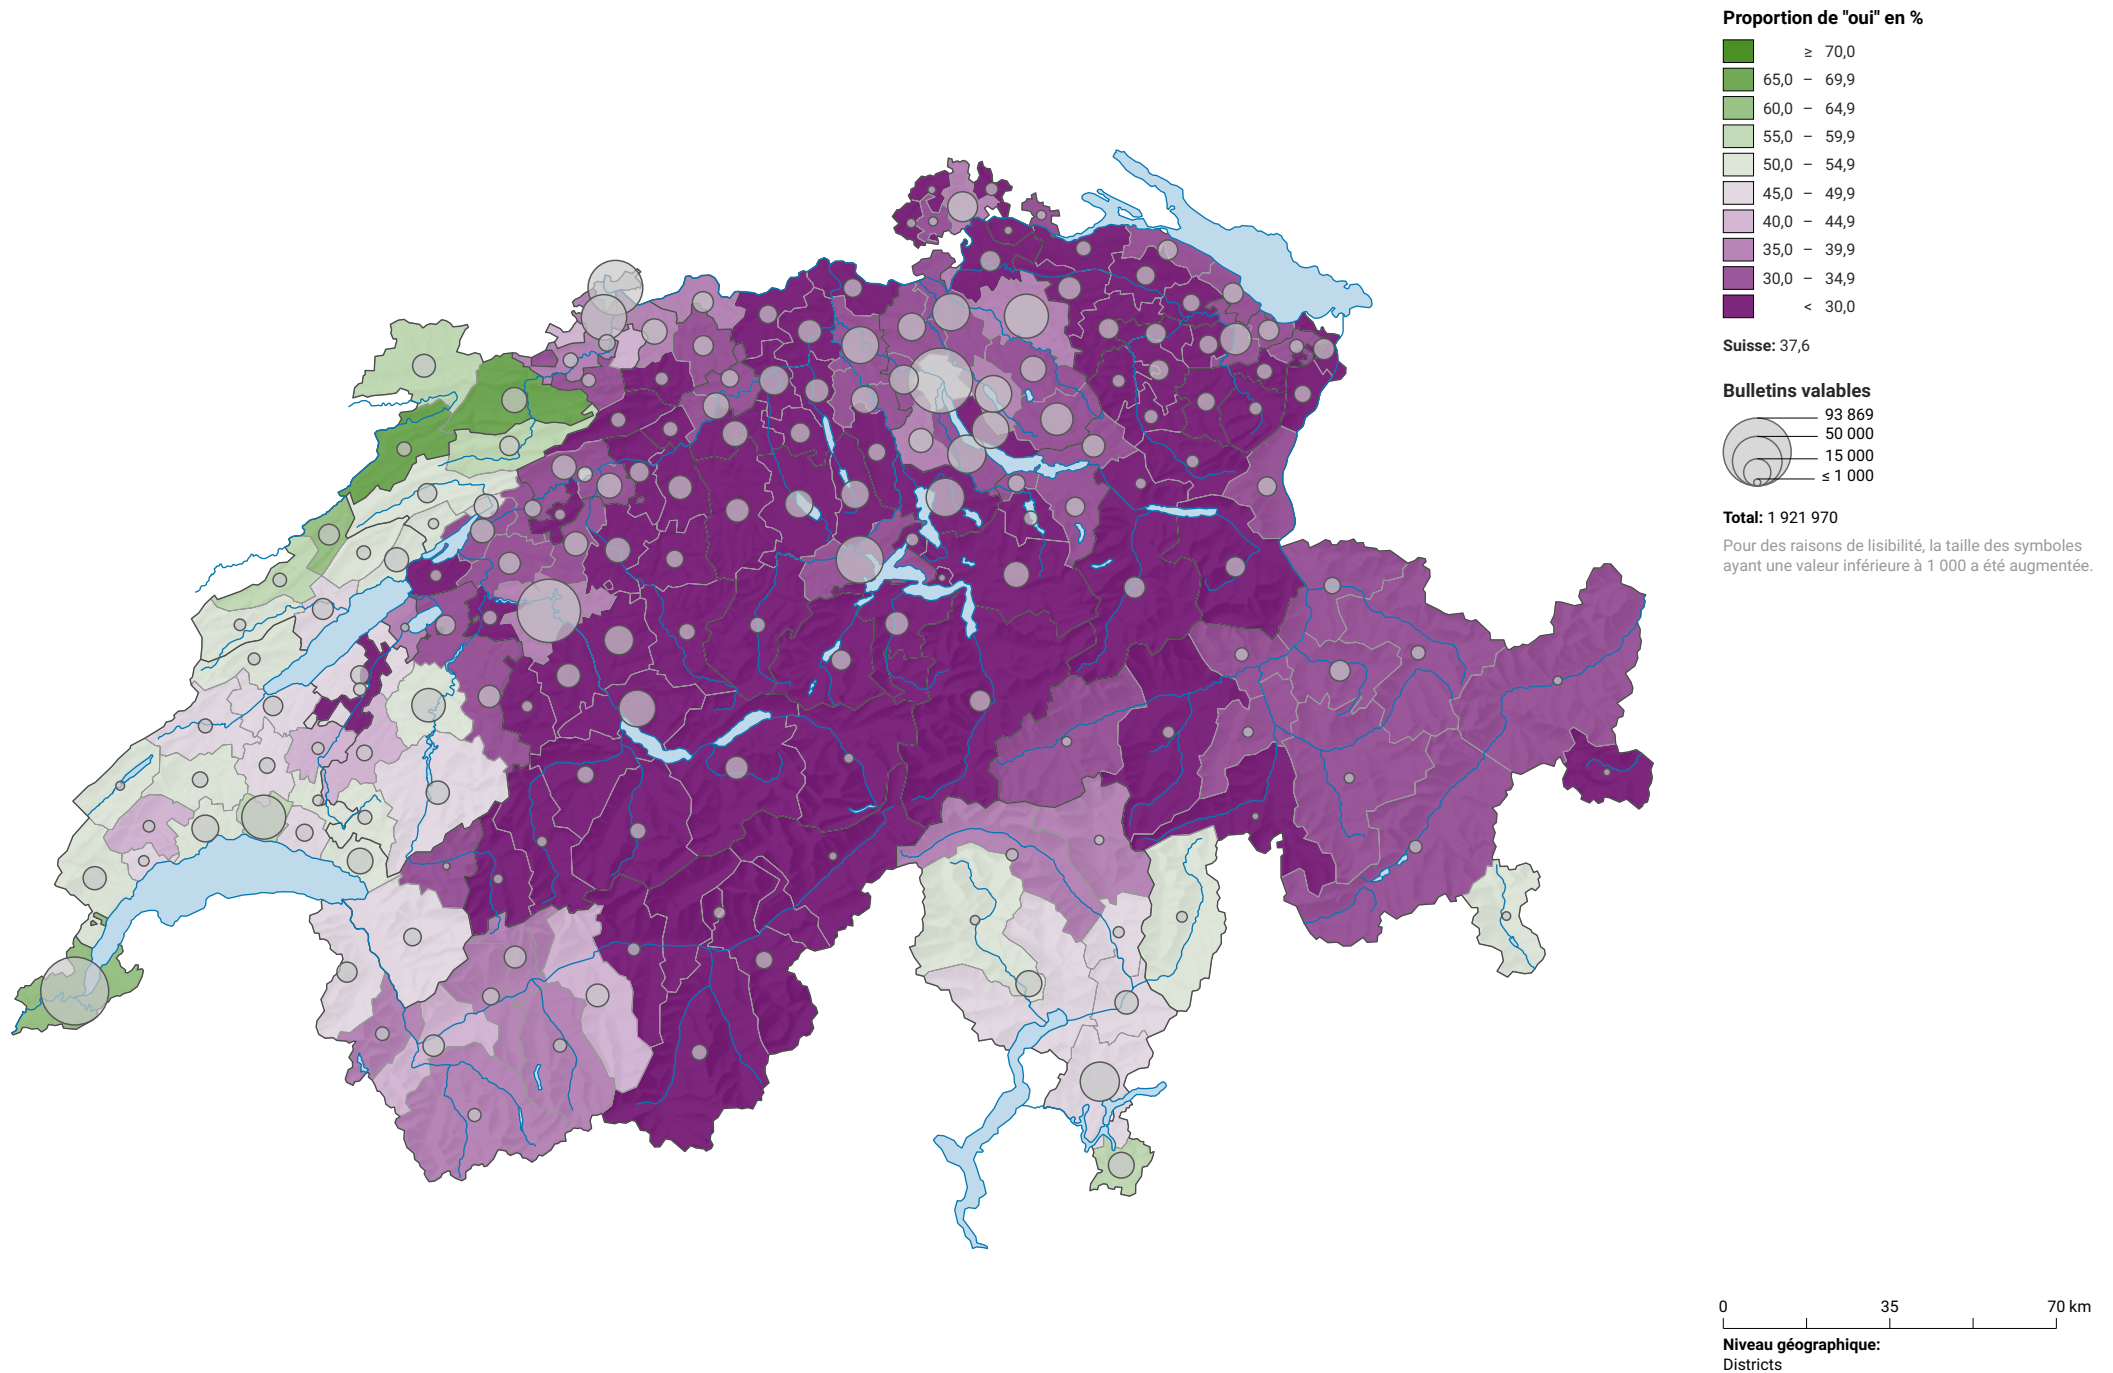 Proportion de "oui" en %
≥ 70,0
65,0 – 69,9
60,0 – 64,9
55,0 – 59,9
50,0 – 54,9
45,0 – 49,9
40,0 – 44,9
35,0 – 39,9
30,0 – 34,9
< 30,0
Suisse: 37,6
Bulletins valables
93 869
50 000
15 000
≤ 1 000
Total: 1 921 970
Pour des raisons de lisibilité, la taille des symboles
ayant une valeur inférieure à 1 000 a été augmentée.
0 35 70 km
Niveau géographique:
Districts